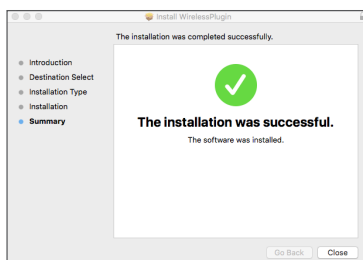 Install WirelessPlugin
The installation was completed successfully.
Introduction
Destination Select
Installation Type
Installation
Summary
The installation was successful.
The software was installed.
Go Back
Close